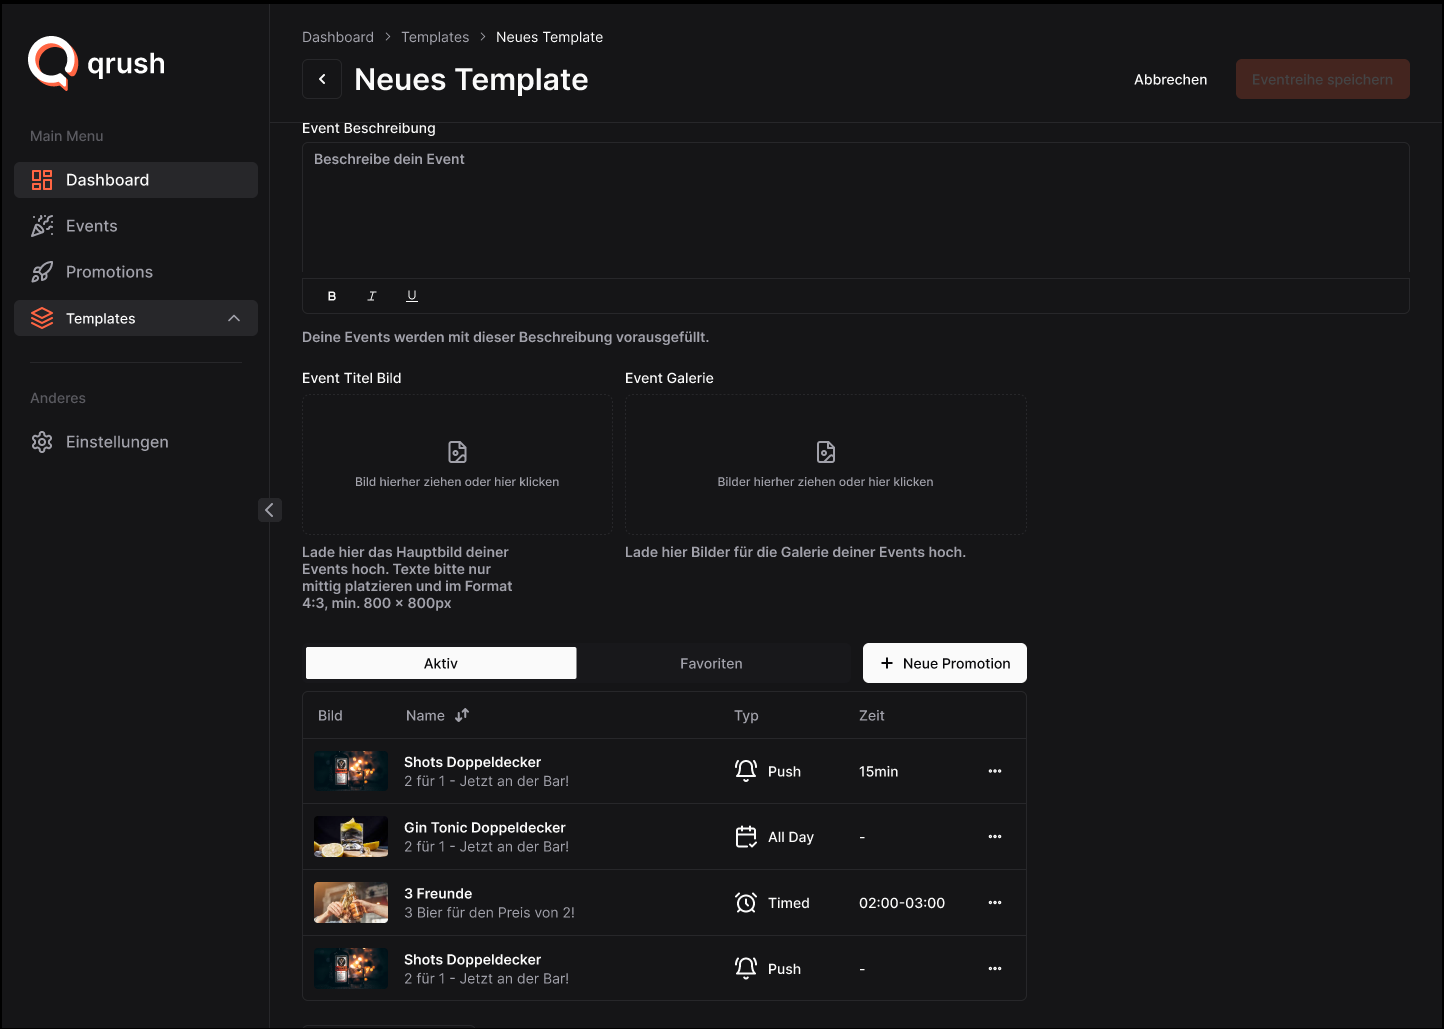 qrush
Main Menu
Dashboard
Events
Promotions
Templates
Anderes
Einstellungen
Dashboard > Templates > Neues Template
Neues Template
Abbrechen
Eventreihe speichern
Event Beschreibung
Beschreibe dein Event
B I U
Deine Events werden mit dieser Beschreibung vorausgefüllt.
Event Titel Bild
Bild hierher ziehen oder hier klicken
Lade hier das Hauptbild deiner
Events hoch. Texte bitte nur
mittig platzieren und im Format
4:3, min. 800 × 800px
Event Galerie
Bilder hierher ziehen oder hier klicken
Lade hier Bilder für die Galerie deiner Events hoch.
Aktiv
Favoriten
+ Neue Promotion
Bild Name Typ Zeit
Shots Doppeldecker
2 für 1 - Jetzt an der Bar!
Push
15min
Gin Tonic Doppeldecker
2 für 1 - Jetzt an der Bar!
All Day
-
3 Freunde
3 Bier für den Preis von 2!
Timed
02:00-03:00
Shots Doppeldecker
2 für 1 - Jetzt an der Bar!
Push
-